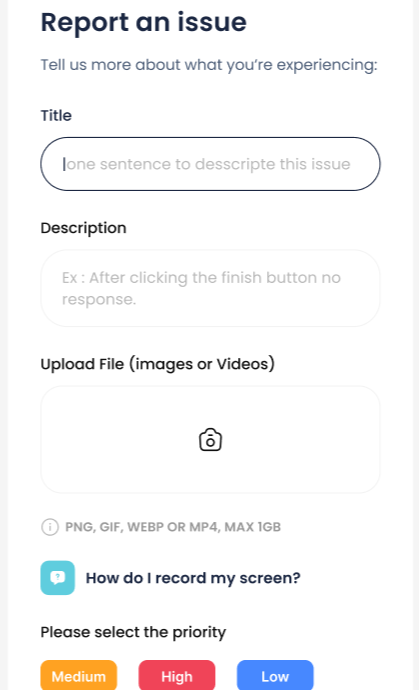 Report an issue
Tell us more about what you're experiencing:
Title
one sentence to desscripte this issue
Description
Ex : After clicking the finish button no
response.
Upload File (images or Videos)
PNG, GIF, WEBP OR MP4, MAX 1GB
How do I record my screen?
Please select the priority
Medium High Low